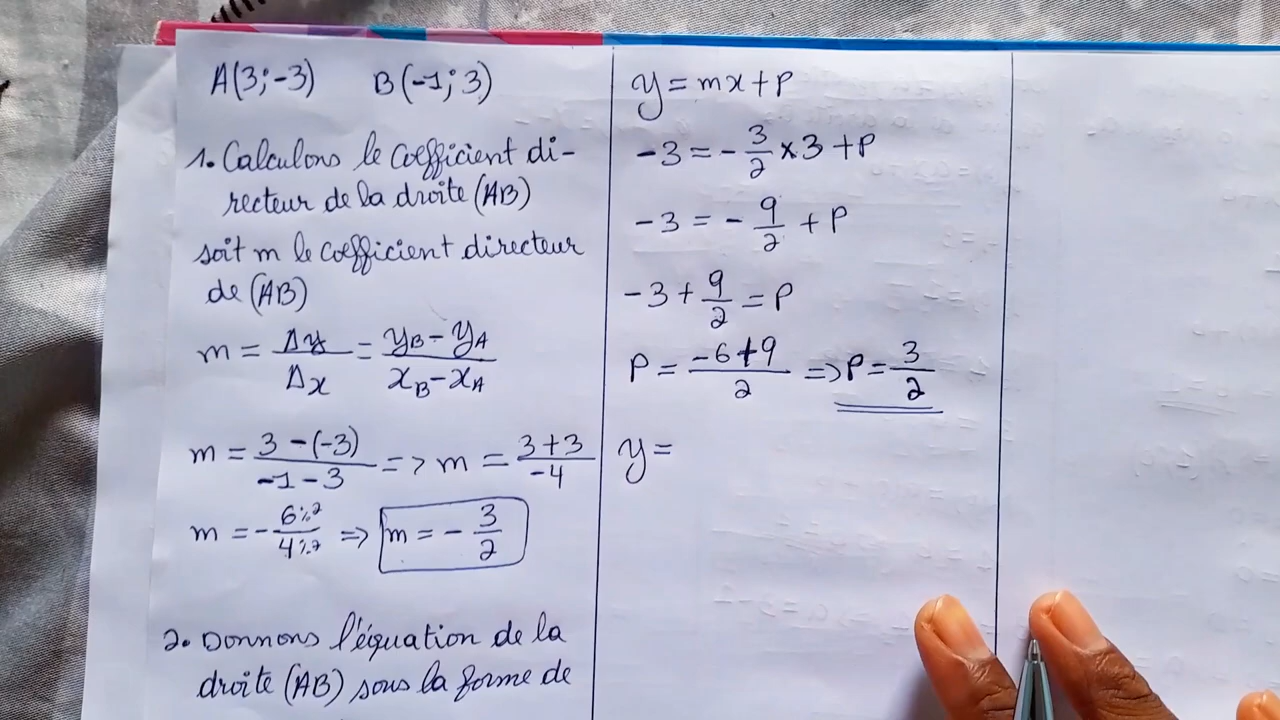 A(3;-3) B(-1;3)
1. Calculons le coefficient di-
recteur de la droite (AB)
soit m le coefficient directeur
de (AB)
m = Δy/Δx = (yB - yA)/(xB - xA)
m = (3 - (-3))/(-1 - 3) => m = (3+3)/(-4)
m = - (6÷2)/(4÷2) => m = - 3/2
2. Donnons l'équation de la
droite (AB) sous la forme de
y = mx + p
-3 = - 3/2 × 3 + p
-3 = - 9/2 + p
-3 + 9/2 = p
P = (-6+9)/2 => P = 3/2
y =